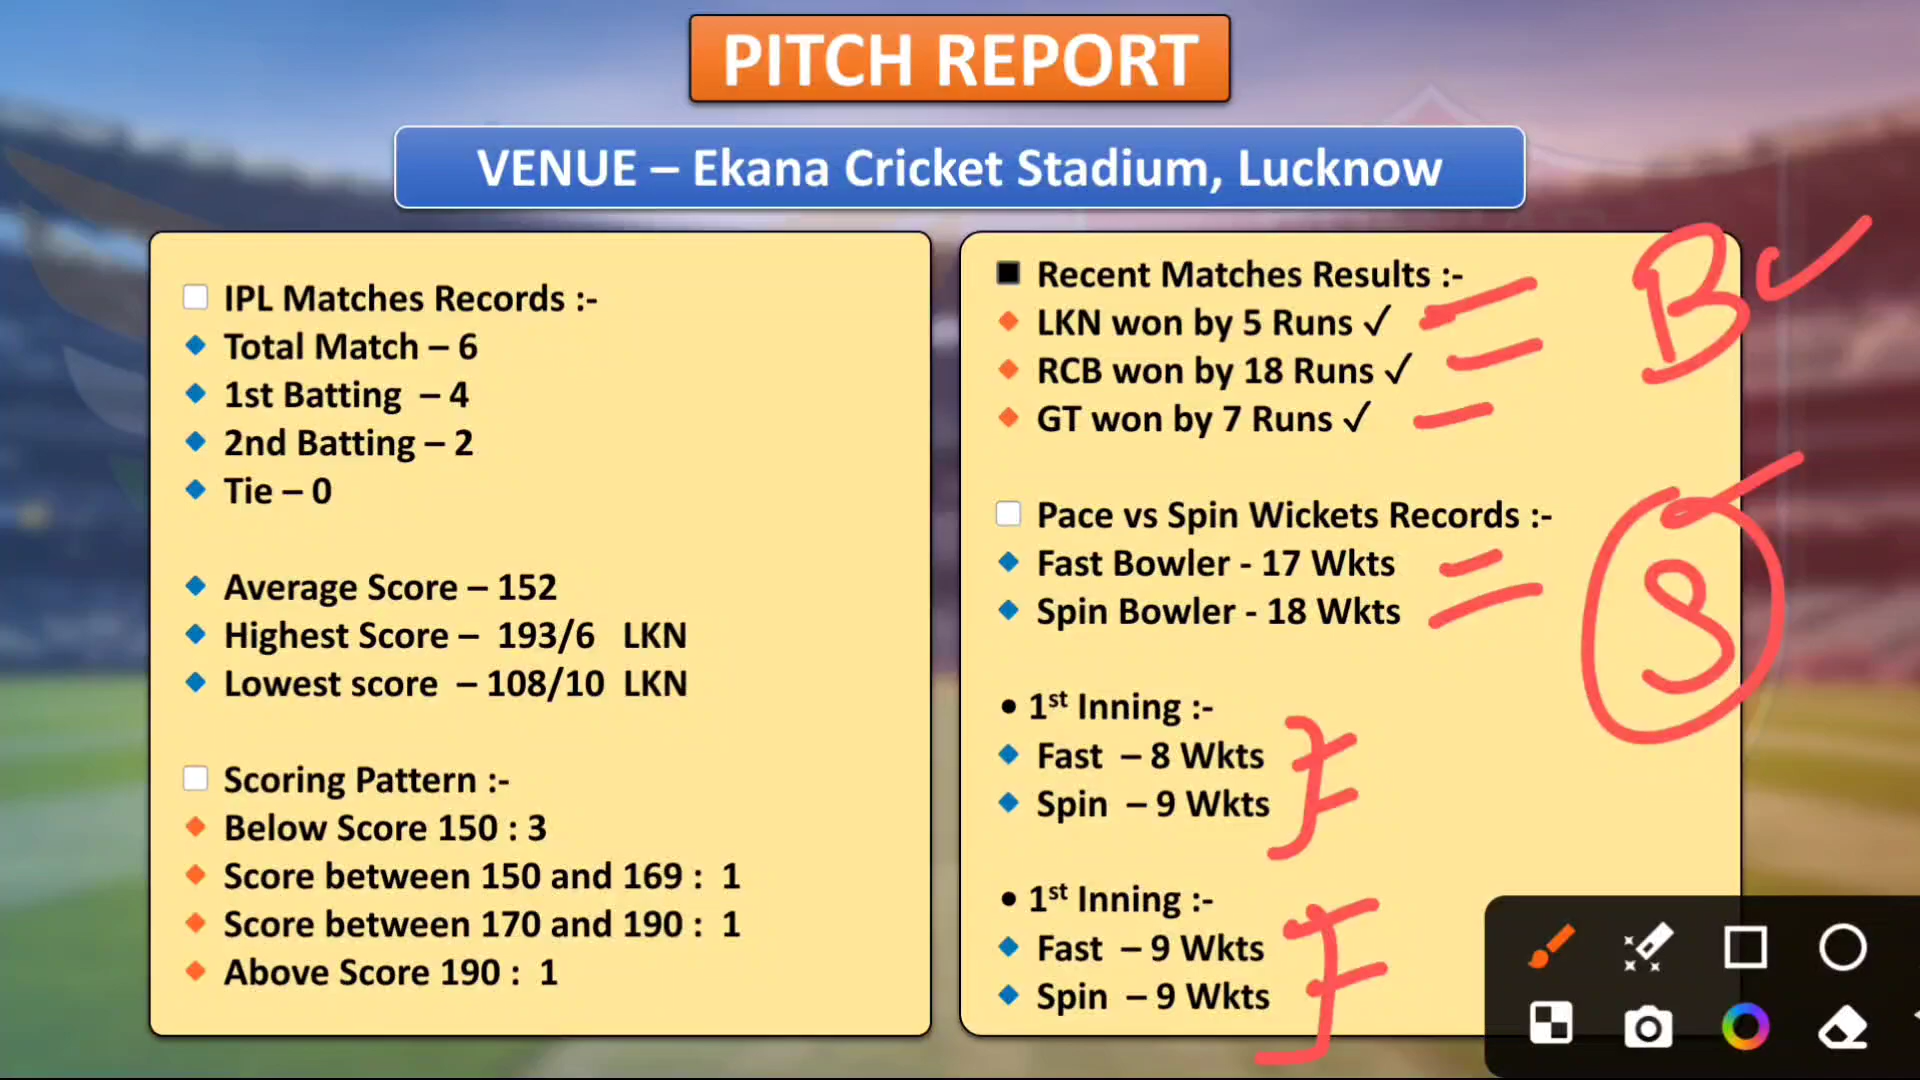 PITCH REPORT
VENUE – Ekana Cricket Stadium, Lucknow
IPL Matches Records :-
Total Match – 6
1st Batting – 4
2nd Batting – 2
Tie – 0
Average Score – 152
Highest Score – 193/6 LKN
Lowest score – 108/10 LKN
Scoring Pattern :-
Below Score 150 : 3
Score between 150 and 169 : 1
Score between 170 and 190 : 1
Above Score 190 : 1
Recent Matches Results :-
LKN won by 5 Runs ✓
RCB won by 18 Runs ✓
GT won by 7 Runs ✓
Pace vs Spin Wickets Records :-
Fast Bowler - 17 Wkts
Spin Bowler - 18 Wkts
• 1st Inning :-
Fast – 8 Wkts
Spin – 9 Wkts
• 1st Inning :-
Fast – 9 Wkts
Spin – 9 Wkts
B
S